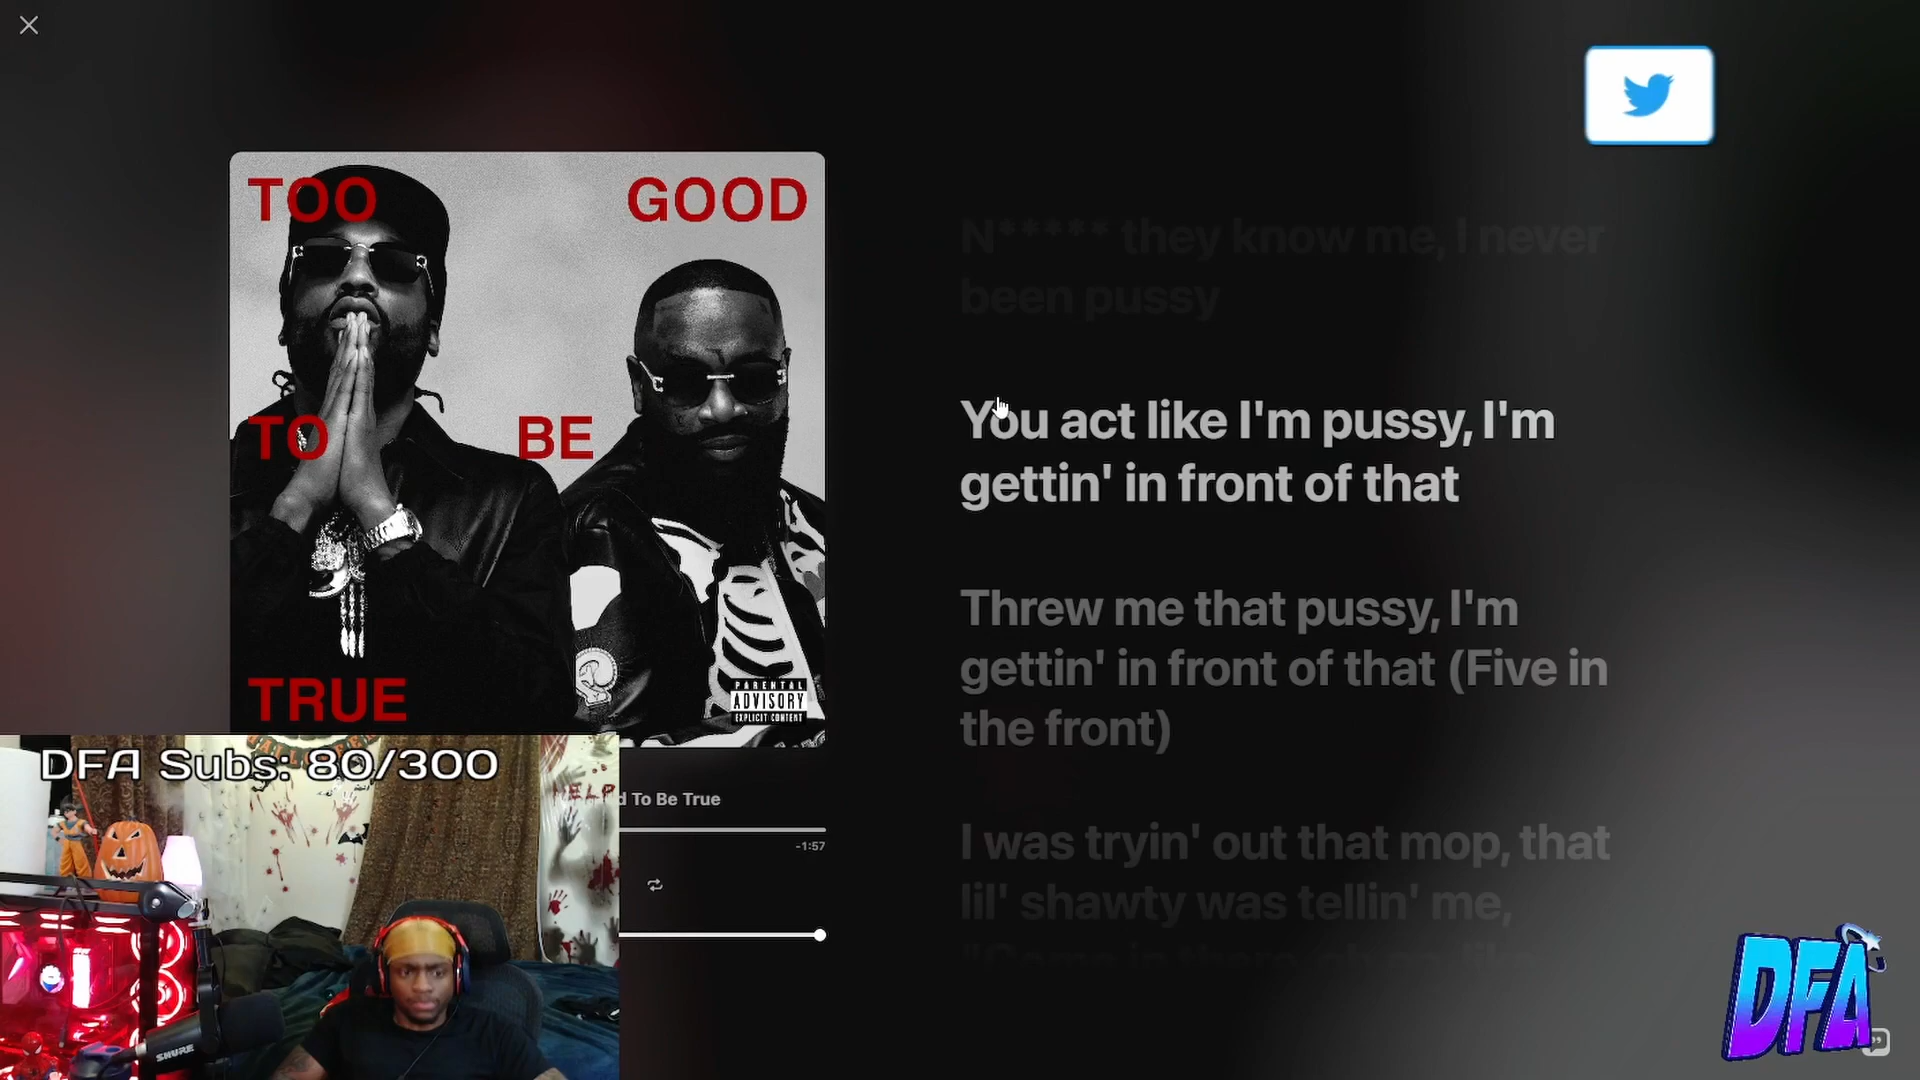 TOO GOOD
TO BE
TRUE
PARENTAL
ADVISORY
EXPLICIT CONTENT
N***** they know me, I never
been pussy
You act like I'm pussy, I'm
gettin' in front of that
Threw me that pussy, I'm
gettin' in front of that (Five in
the front)
I was tryin' out that mop, that
lil' shawty was tellin' me,
DFA Subs: 80/300
HELP
d To Be True
-1:57
SHURE
DFA